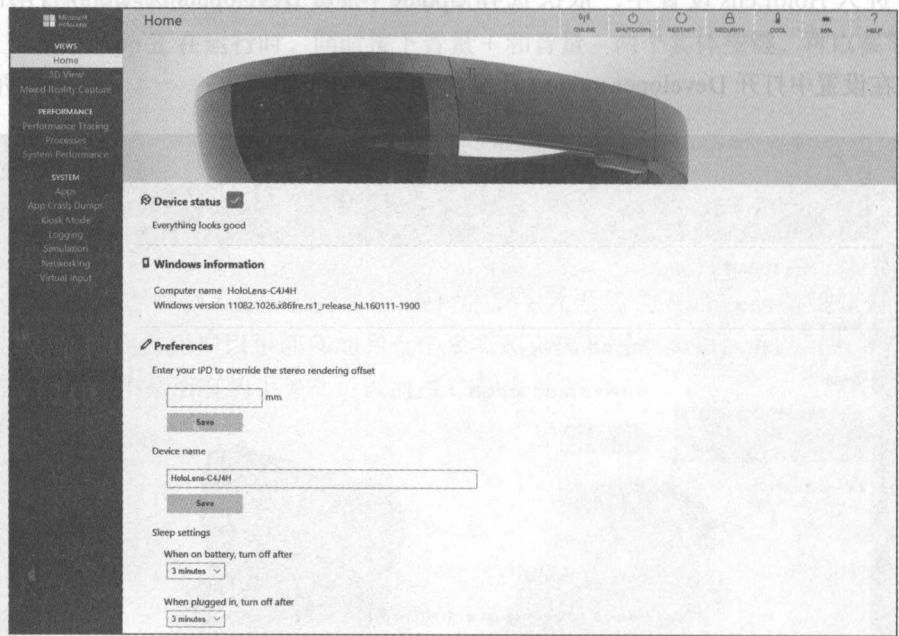 Microsoft
HoloLens
VIEWS
Home
3D View
Mixed Reality Capture
PERFORMANCE
Performance Tracing
Processes
System Performance
SYSTEM
Apps
App Crash Dumps
Kiosk Mode
Logging
Simulation
Networking
Virtual Input
Home
ONLINE
SHUTDOWN
RESTART
SECURITY
COOL
HELP
Device status
Everything looks good
Windows information
Computer name HoloLens-C4J4H
Windows version 11082.1026.x86fre.rs1_release_hl.160111-1900
Preferences
Enter your IPD to override the stereo rendering offset
mm
Save
Device name
HoloLens-C4J4H
Save
Sleep settings
When on battery, turn off after
3 minutes
When plugged in, turn off after
3 minutes